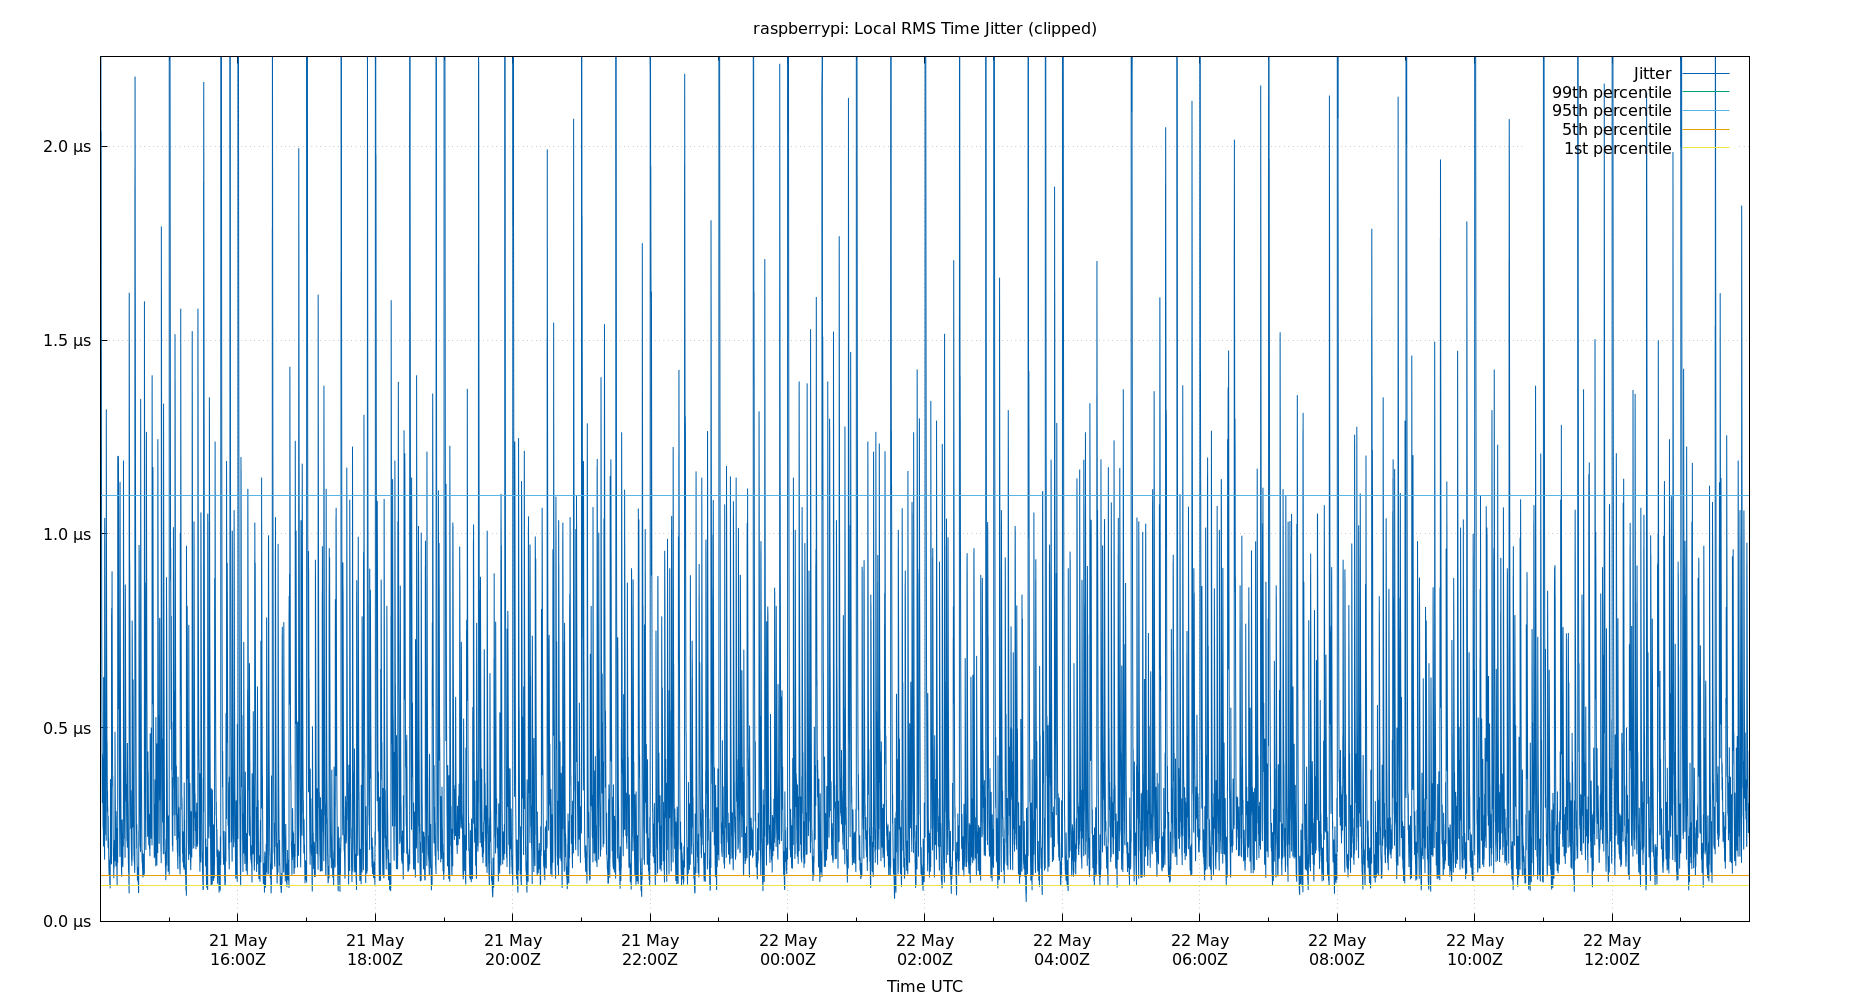 raspberrypi: Local RMS Time Jitter (clipped)
Jitter
99th percentile
95th percentile
5th percentile
1st percentile
2.0 µs
1.5 µs
1.0 µs
0.5 µs
0.0 µs
21 May 21 May 21 May 21 May 22 May 22 May 22 May 22 May 22 May 22 May 22 May
16:00Z 18:00Z 20:00Z 22:00Z 00:00Z 02:00Z 04:00Z 06:00Z 08:00Z 10:00Z 12:00Z
Time UTC